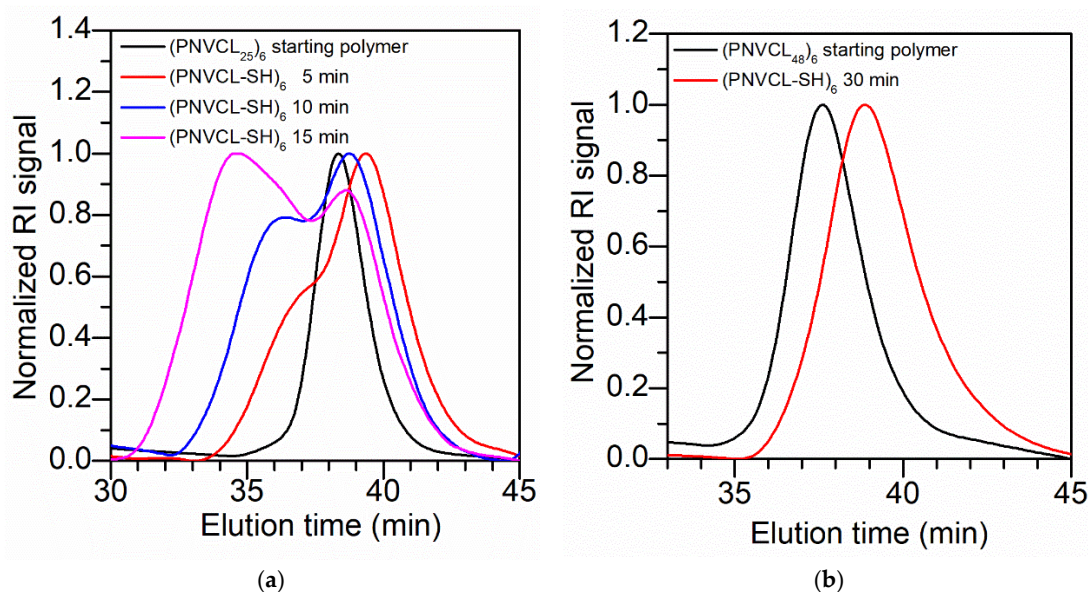 1.4
1.2
1.0
0.8
0.6
0.4
0.2
0.0
Normalized RI signal
(PNVCL₂₅)₆ starting polymer
(PNVCL-SH)₆ 5 min
(PNVCL-SH)₆ 10 min
(PNVCL-SH)₆ 15 min
30 35 40 45
Elution time (min)
(a)
1.2
1.0
0.8
0.6
0.4
0.2
0.0
Normalized RI signal
(PNVCL₄₈)₆ starting polymer
(PNVCL-SH)₆ 30 min
35 40 45
Elution time (min)
(b)